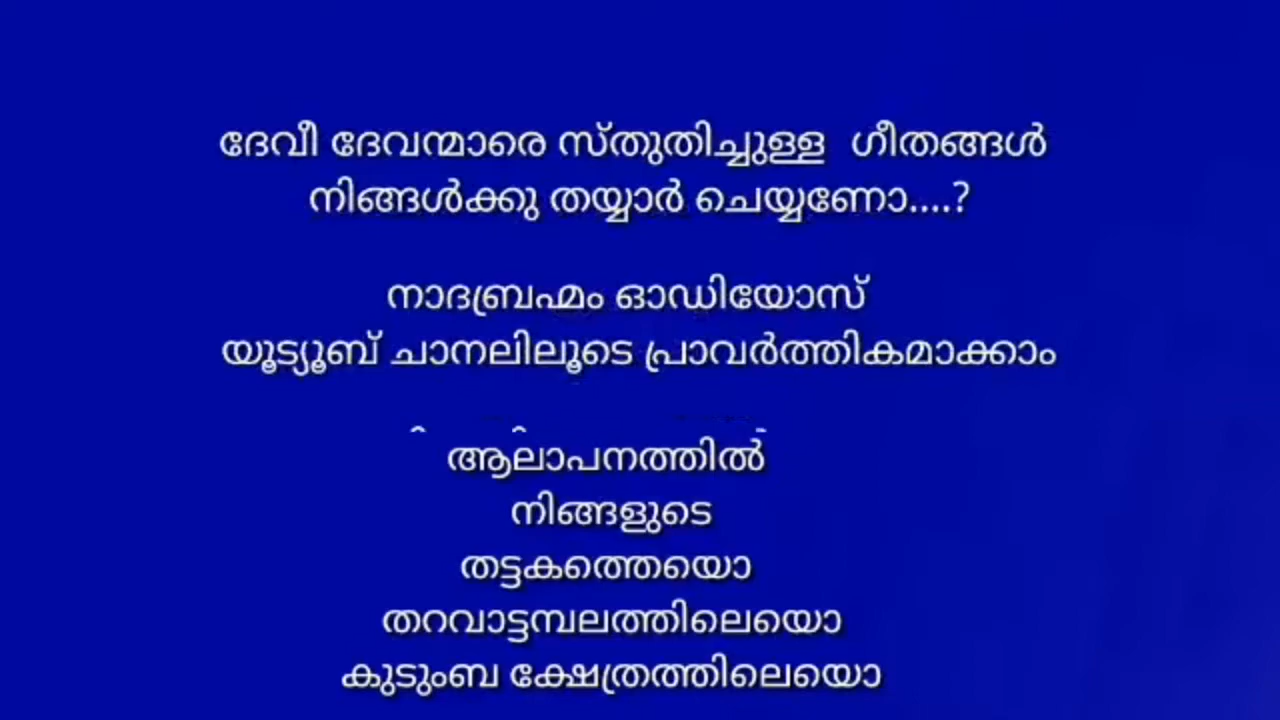 ദേവീ ദേവന്മാരെ സ്തുതിച്ചുള്ള ഗീതങ്ങൾ
നിങ്ങൾക്കു തയ്യാർ ചെയ്യണോ....?
നാദബ്രഹ്മം ഓഡിയോസ്
യൂട്യൂബ് ചാനലിലൂടെ പ്രാവർത്തികമാക്കാം
ആലാപനത്തിൽ
നിങ്ങളുടെ
തട്ടകത്തെയൊ
തറവാട്ടമ്പലത്തിലെയൊ
കുടുംബ ക്ഷേത്രത്തിലെയൊ